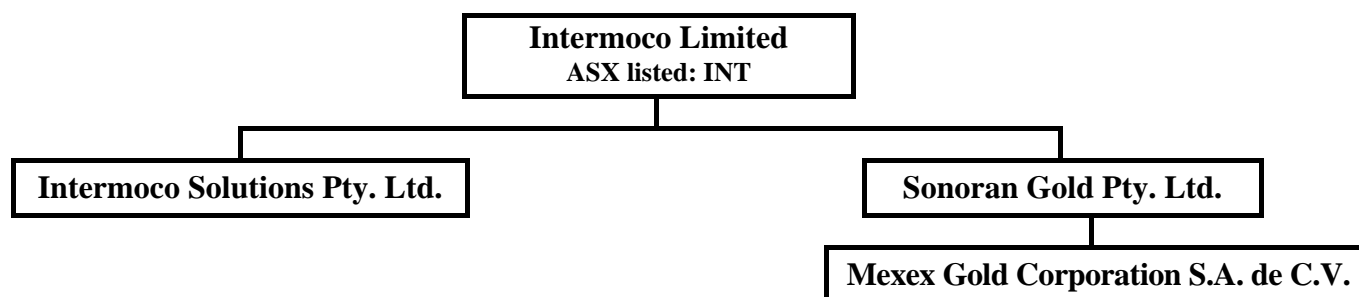 Intermoco Limited
ASX listed: INT
Intermoco Solutions Pty. Ltd.
Sonoran Gold Pty. Ltd.
Mexex Gold Corporation S.A. de C.V.